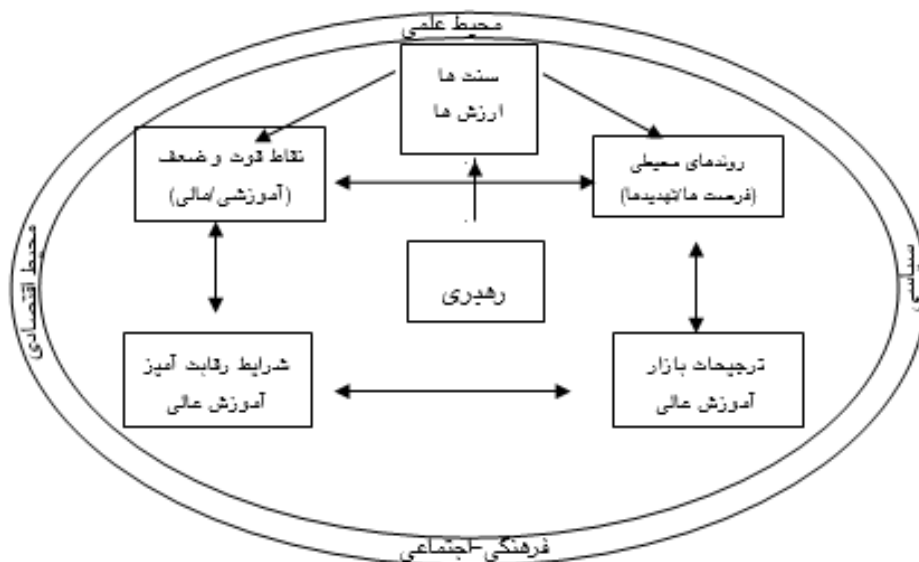 محیط علمی
سنت ها
ارزش ها
نقاط قوت و ضعف
(آموزشی/مالی)
روندهای محیطی
(فرصت ها/تهدیدها)
رهبری
محیط اقتصادی
سیاسی
شرایط رقابت آمیز
آموزش عالی
ترجیحات بازار
آموزش عالی
فرهنگی-اجتماعی